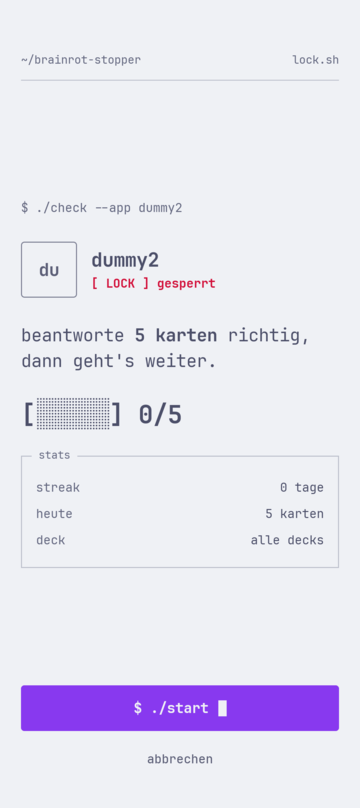 ~/brainrot-stopper lock.sh
$ ./check --app dummy2
du
dummy2
[ LOCK ] gesperrt
beantworte 5 karten richtig,
dann geht's weiter.
[░░░░░] 0/5
stats
streak 0 tage
heute 5 karten
deck alle decks
$ ./start █
abbrechen